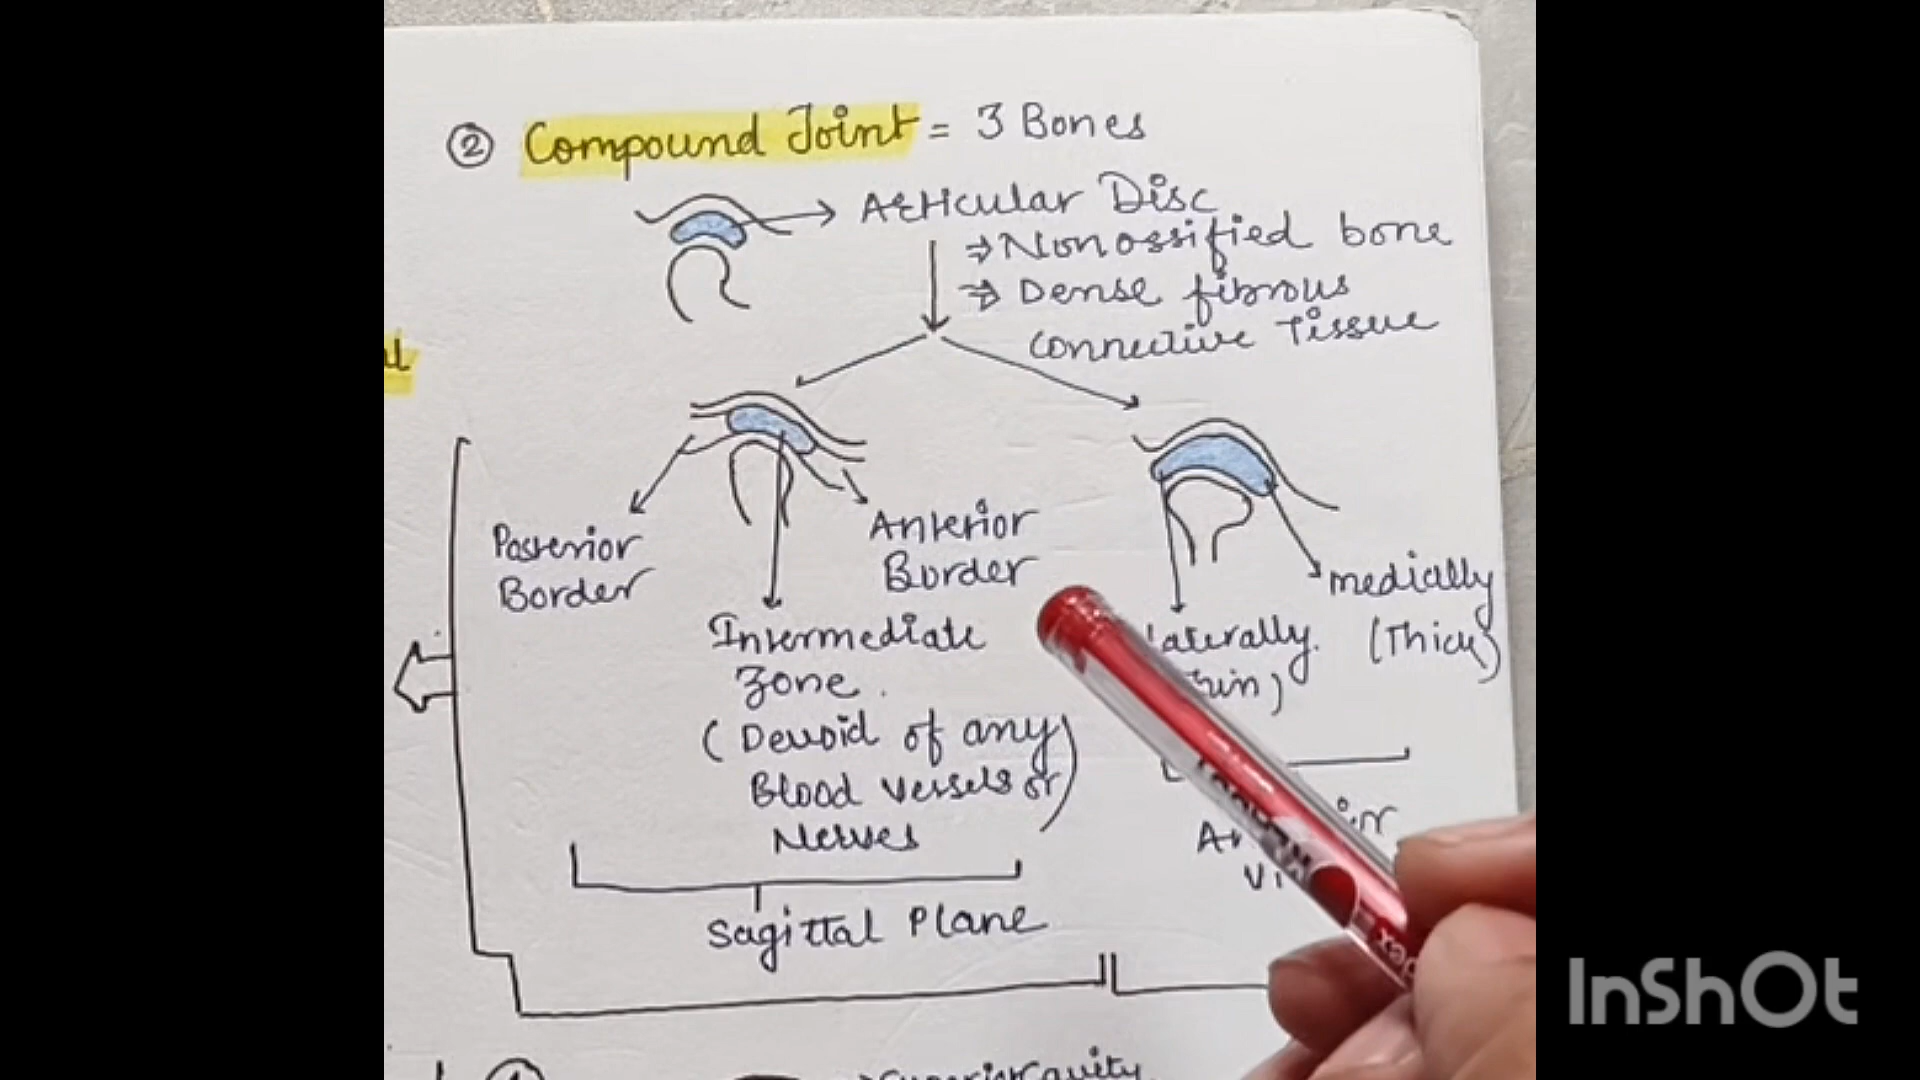 ② Compound Joint = 3 Bones
Articular Disc
⇒ Nonossified bone
⇒ Dense fibrous
connective Tissue
Posterior
Border
Anterior
Border
Intermediate
Zone.
(Devoid of any
Blood vessels or)
Nerves
Sagittal Plane
medially
(Thick)
laterally.
InShOt